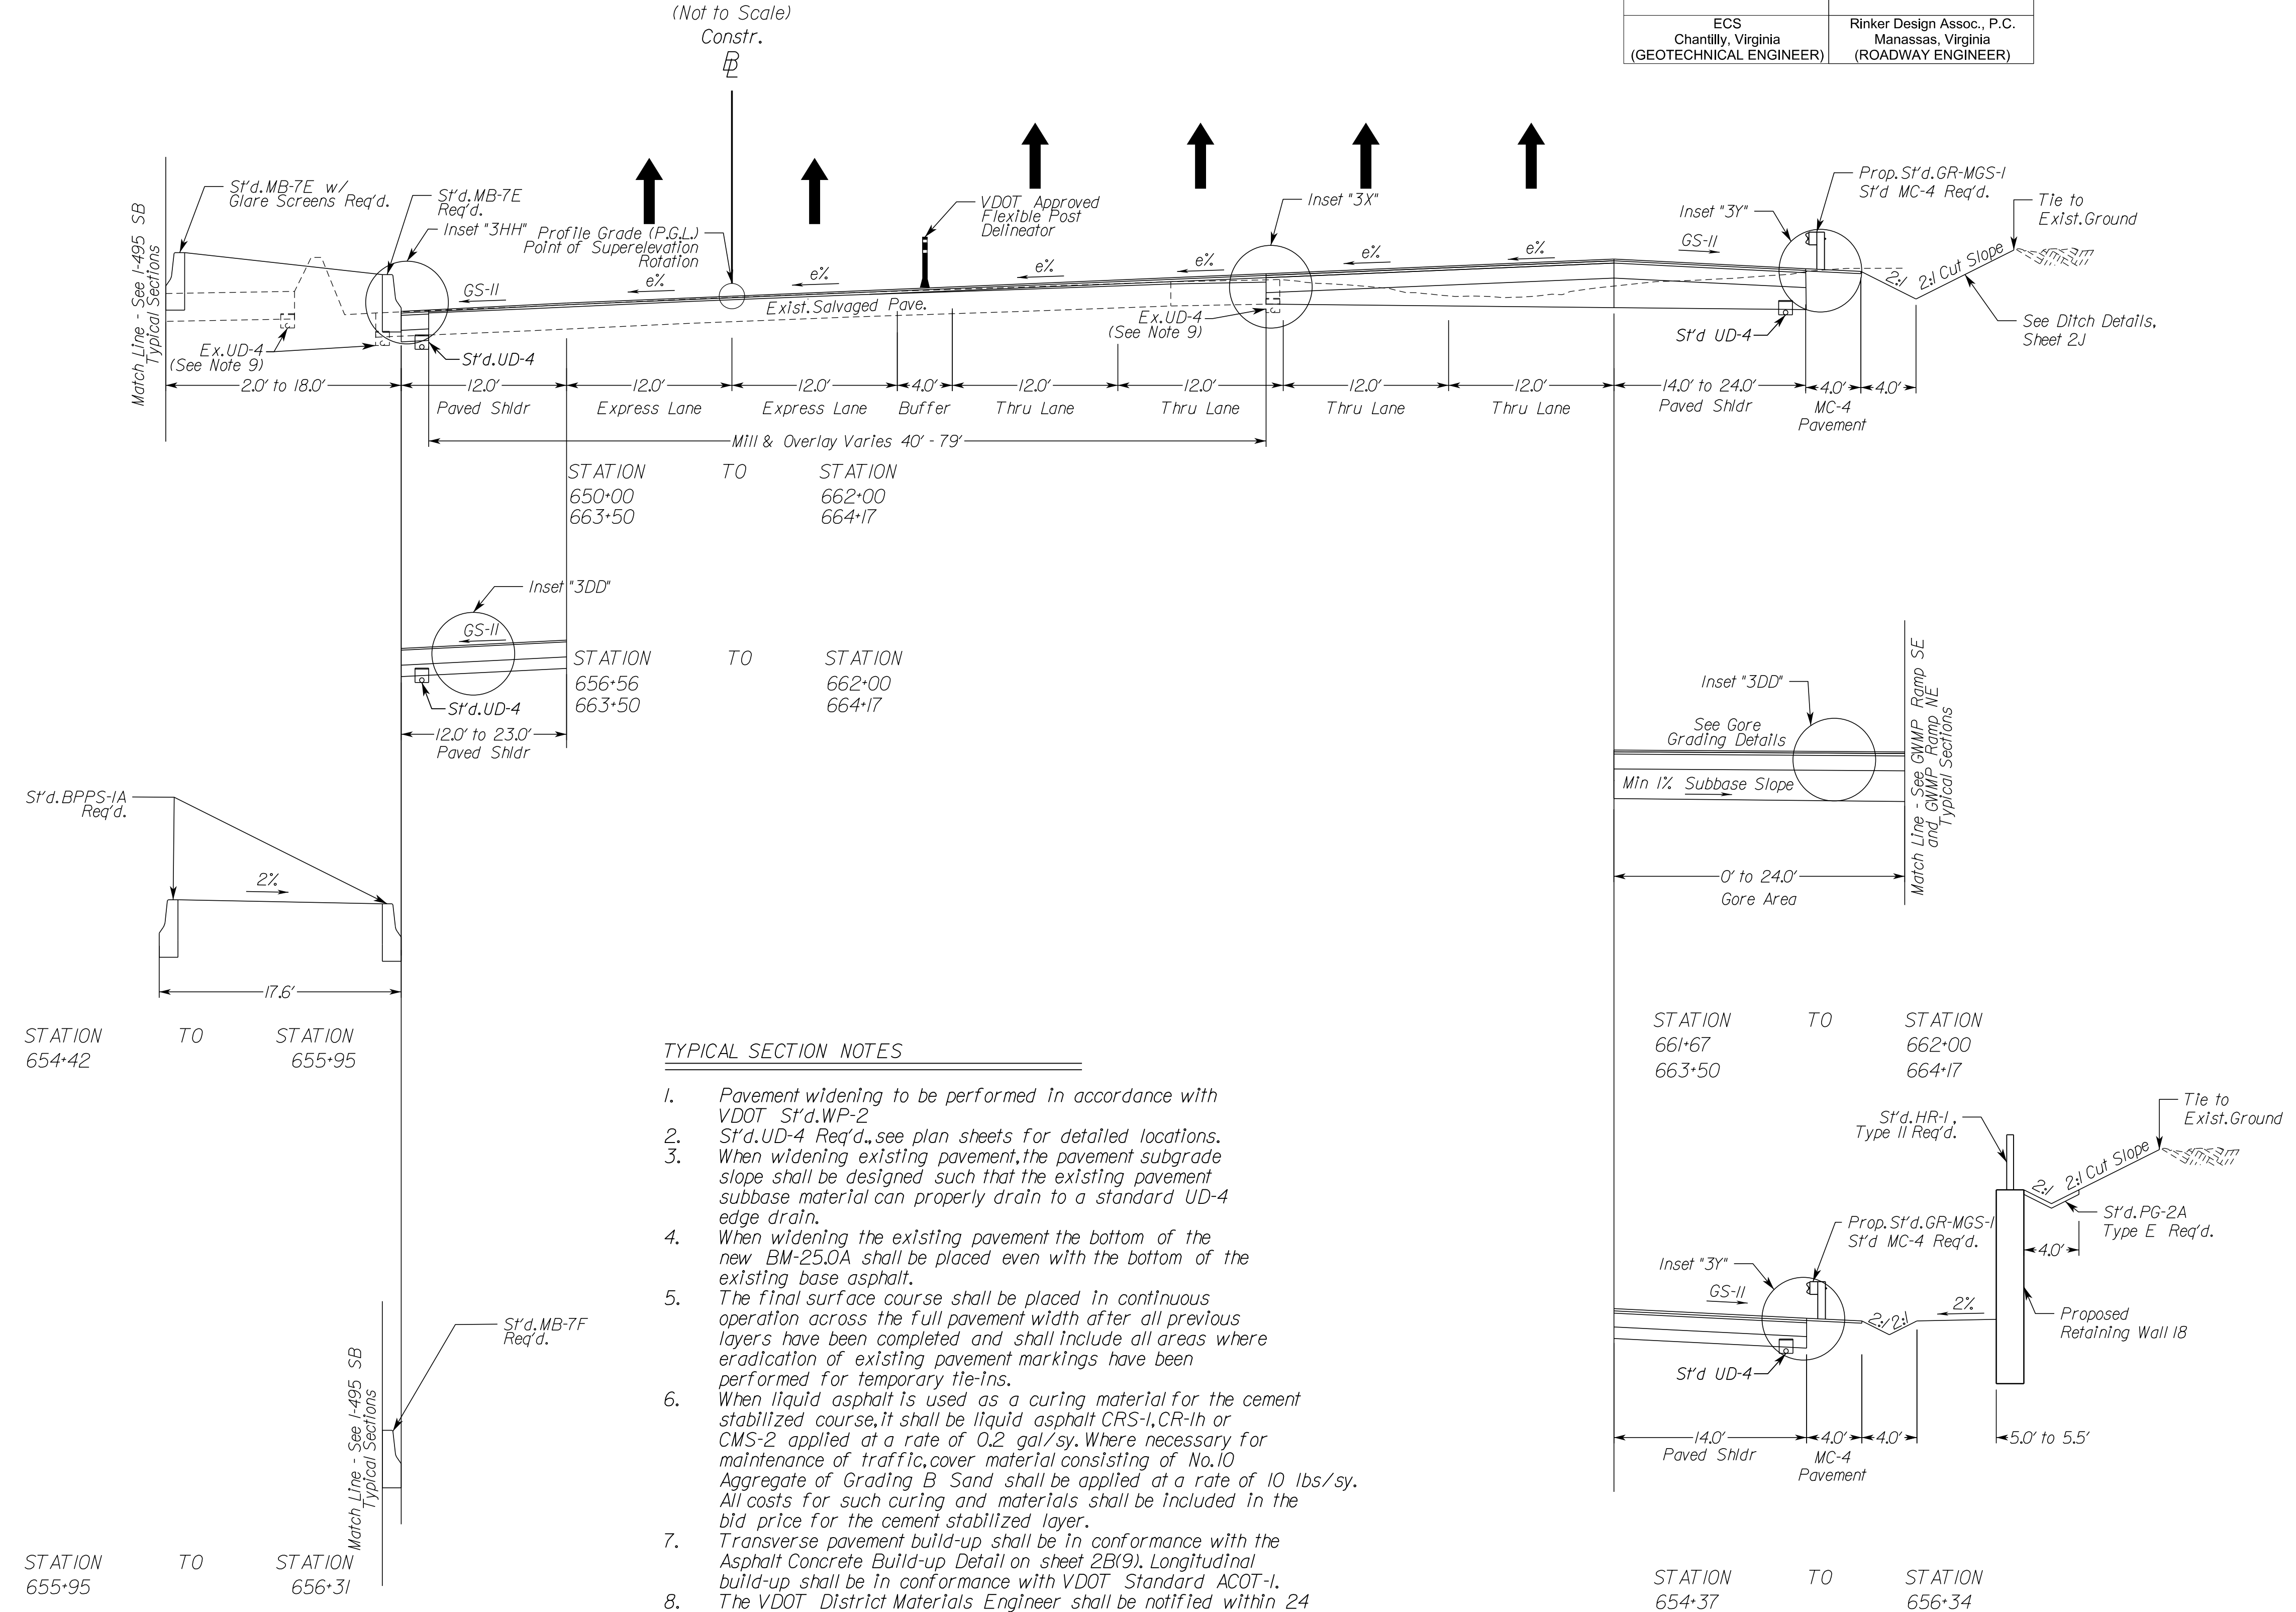 (Not to Scale)
Constr.
BL
ECS
Chantilly, Virginia
(GEOTECHNICAL ENGINEER)
Rinker Design Assoc., P.C.
Manassas, Virginia
(ROADWAY ENGINEER)
Match Line - See I-495 SB
Typical Sections
St'd. MB-7E w/
Glare Screens Req'd.
St'd. MB-7E
Req'd.
Inset "3HH"
Profile Grade (P.G.L.)
Point of Superelevation
Rotation
VDOT Approved
Flexible Post
Delineator
Inset "3X"
Inset "3Y"
Prop. St'd. GR-MGS-1
St'd MC-4 Req'd.
Tie to
Exist. Ground
GS-11
e%
e%
e%
e%
e%
e%
GS-11
2:1
2:1 Cut Slope
Exist. Salvaged Pave.
Ex. UD-4
(See Note 9)
St'd. UD-4
Ex. UD-4
(See Note 9)
St'd UD-4
See Ditch Details,
Sheet 2J
2.0' to 18.0'
12.0'
12.0'
12.0'
4.0'
12.0'
12.0'
12.0'
12.0'
14.0' to 24.0'
4.0'
4.0'
Paved Shldr
Express Lane
Express Lane
Buffer
Thru Lane
Thru Lane
Thru Lane
Thru Lane
Paved Shldr
MC-4
Pavement
Mill & Overlay Varies 40' - 79'
STATION TO STATION
650+00 662+00
663+50 664+17
Inset "3DD"
GS-11
St'd. UD-4
12.0' to 23.0'
Paved Shldr
STATION TO STATION
656+56 662+00
663+50 664+17
Inset "3DD"
See Gore
Grading Details
Min 1% Subbase Slope
0' to 24.0'
Gore Area
Match Line - See GWMP Ramp SE
and GWMP Ramp NE
Typical Sections
St'd. BPPS-1A
Req'd.
2%
17.6'
STATION TO STATION
654+42 655+95
STATION TO STATION
661+67 662+00
663+50 664+17
TYPICAL SECTION NOTES
1. Pavement widening to be performed in accordance with
VDOT St'd. WP-2
2. St'd. UD-4 Req'd., see plan sheets for detailed locations.
3. When widening existing pavement, the pavement subgrade
slope shall be designed such that the existing pavement
subbase material can properly drain to a standard UD-4
edge drain.
4. When widening the existing pavement the bottom of the
new BM-25.0A shall be placed even with the bottom of the
existing base asphalt.
5. The final surface course shall be placed in continuous
operation across the full pavement width after all previous
layers have been completed and shall include all areas where
eradication of existing pavement markings have been
performed for temporary tie-ins.
6. When liquid asphalt is used as a curing material for the cement
stabilized course, it shall be liquid asphalt CRS-1, CR-1h or
CMS-2 applied at a rate of 0.2 gal/sy. Where necessary for
maintenance of traffic, cover material consisting of No. 10
Aggregate of Grading B Sand shall be applied at a rate of 10 lbs/sy.
All costs for such curing and materials shall be included in the
bid price for the cement stabilized layer.
7. Transverse pavement build-up shall be in conformance with the
Asphalt Concrete Build-up Detail on sheet 2B(9). Longitudinal
build-up shall be in conformance with VDOT Standard ACOT-1.
8. The VDOT District Materials Engineer shall be notified within 24
Match Line - See I-495 SB
Typical Sections
St'd. MB-7F
Req'd.
STATION TO STATION
655+95 656+31
St'd. HR-1,
Type II Req'd.
Tie to
Exist. Ground
2:1
2:1 Cut Slope
St'd. PG-2A
Type E Req'd.
4.0'
Prop. St'd. GR-MGS-1
St'd MC-4 Req'd.
Inset "3Y"
GS-11
2:1
2:1
2%
Proposed
Retaining Wall 18
St'd UD-4
14.0'
4.0'
4.0'
5.0' to 5.5'
Paved Shldr
MC-4
Pavement
STATION TO STATION
654+37 656+34